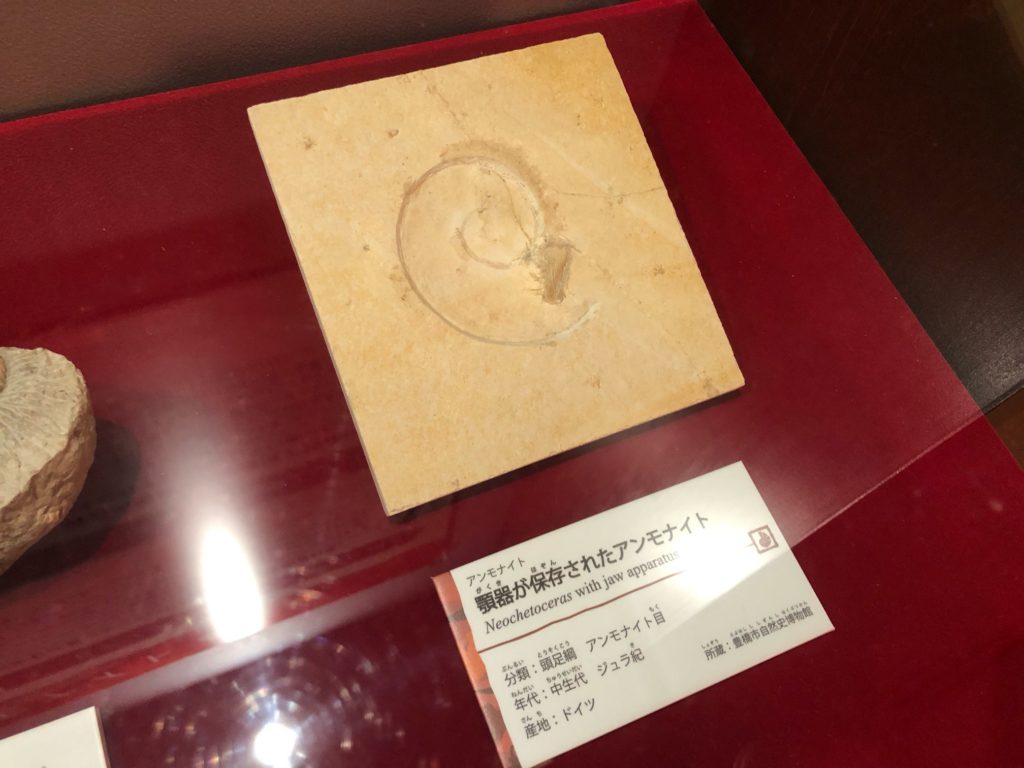 アンモナイト
顎器が保存されたアンモナイト
Neochetoceras with jaw apparatus
分類：頭足綱 アンモナイト目
年代：中生代 ジュラ紀
産地：ドイツ
所蔵：豊橋市自然史博物館